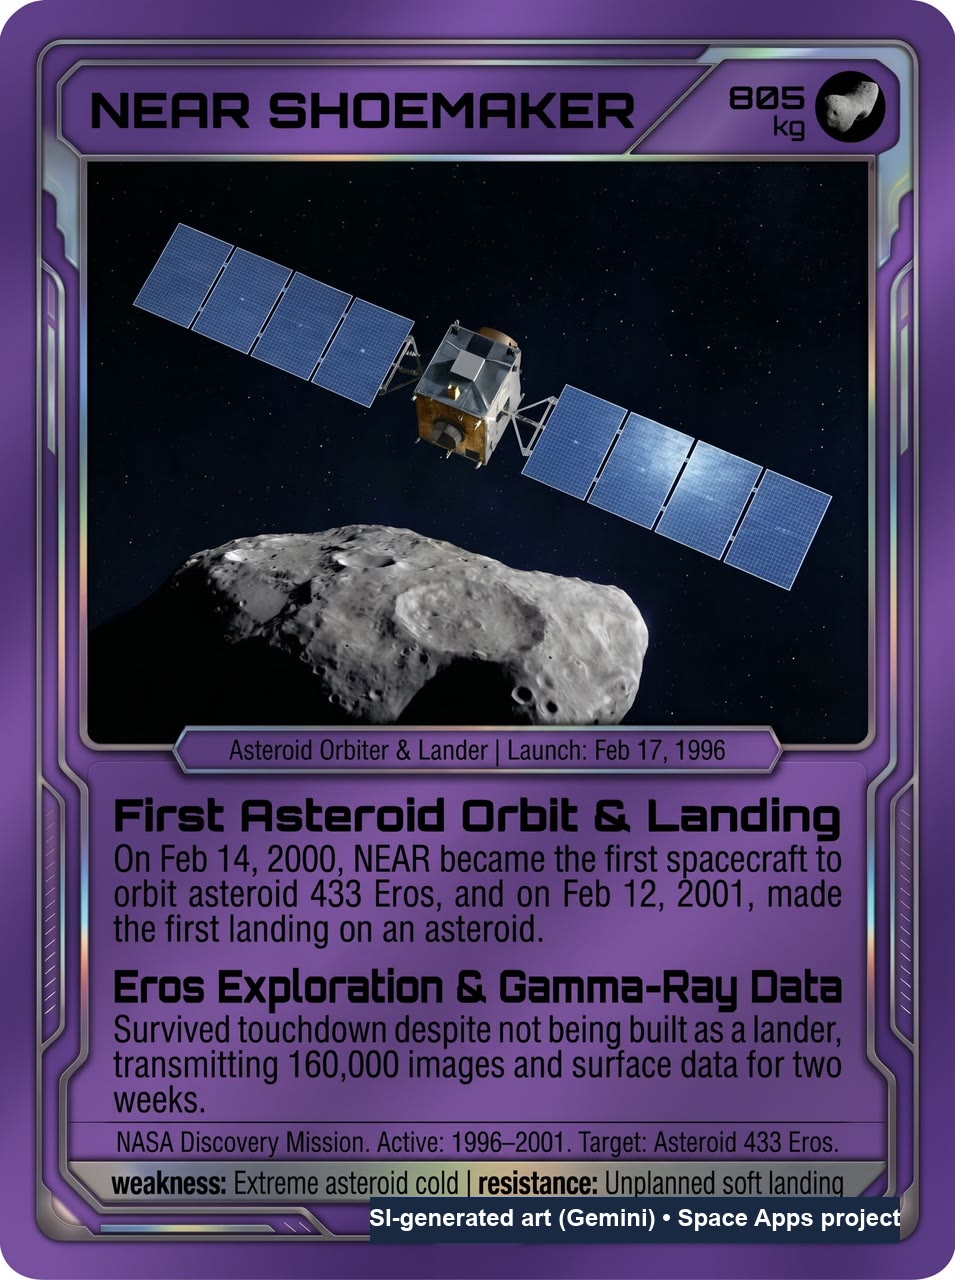 NEAR SHOEMAKER
805
kg
Asteroid Orbiter & Lander | Launch: Feb 17, 1996
First Asteroid Orbit & Landing
On Feb 14, 2000, NEAR became the first spacecraft to
orbit asteroid 433 Eros, and on Feb 12, 2001, made
the first landing on an asteroid.
Eros Exploration & Gamma-Ray Data
Survived touchdown despite not being built as a lander,
transmitting 160,000 images and surface data for two
weeks.
NASA Discovery Mission. Active: 1996–2001. Target: Asteroid 433 Eros.
weakness: Extreme asteroid cold | resistance: Unplanned soft landing
SI-generated art (Gemini) • Space Apps project